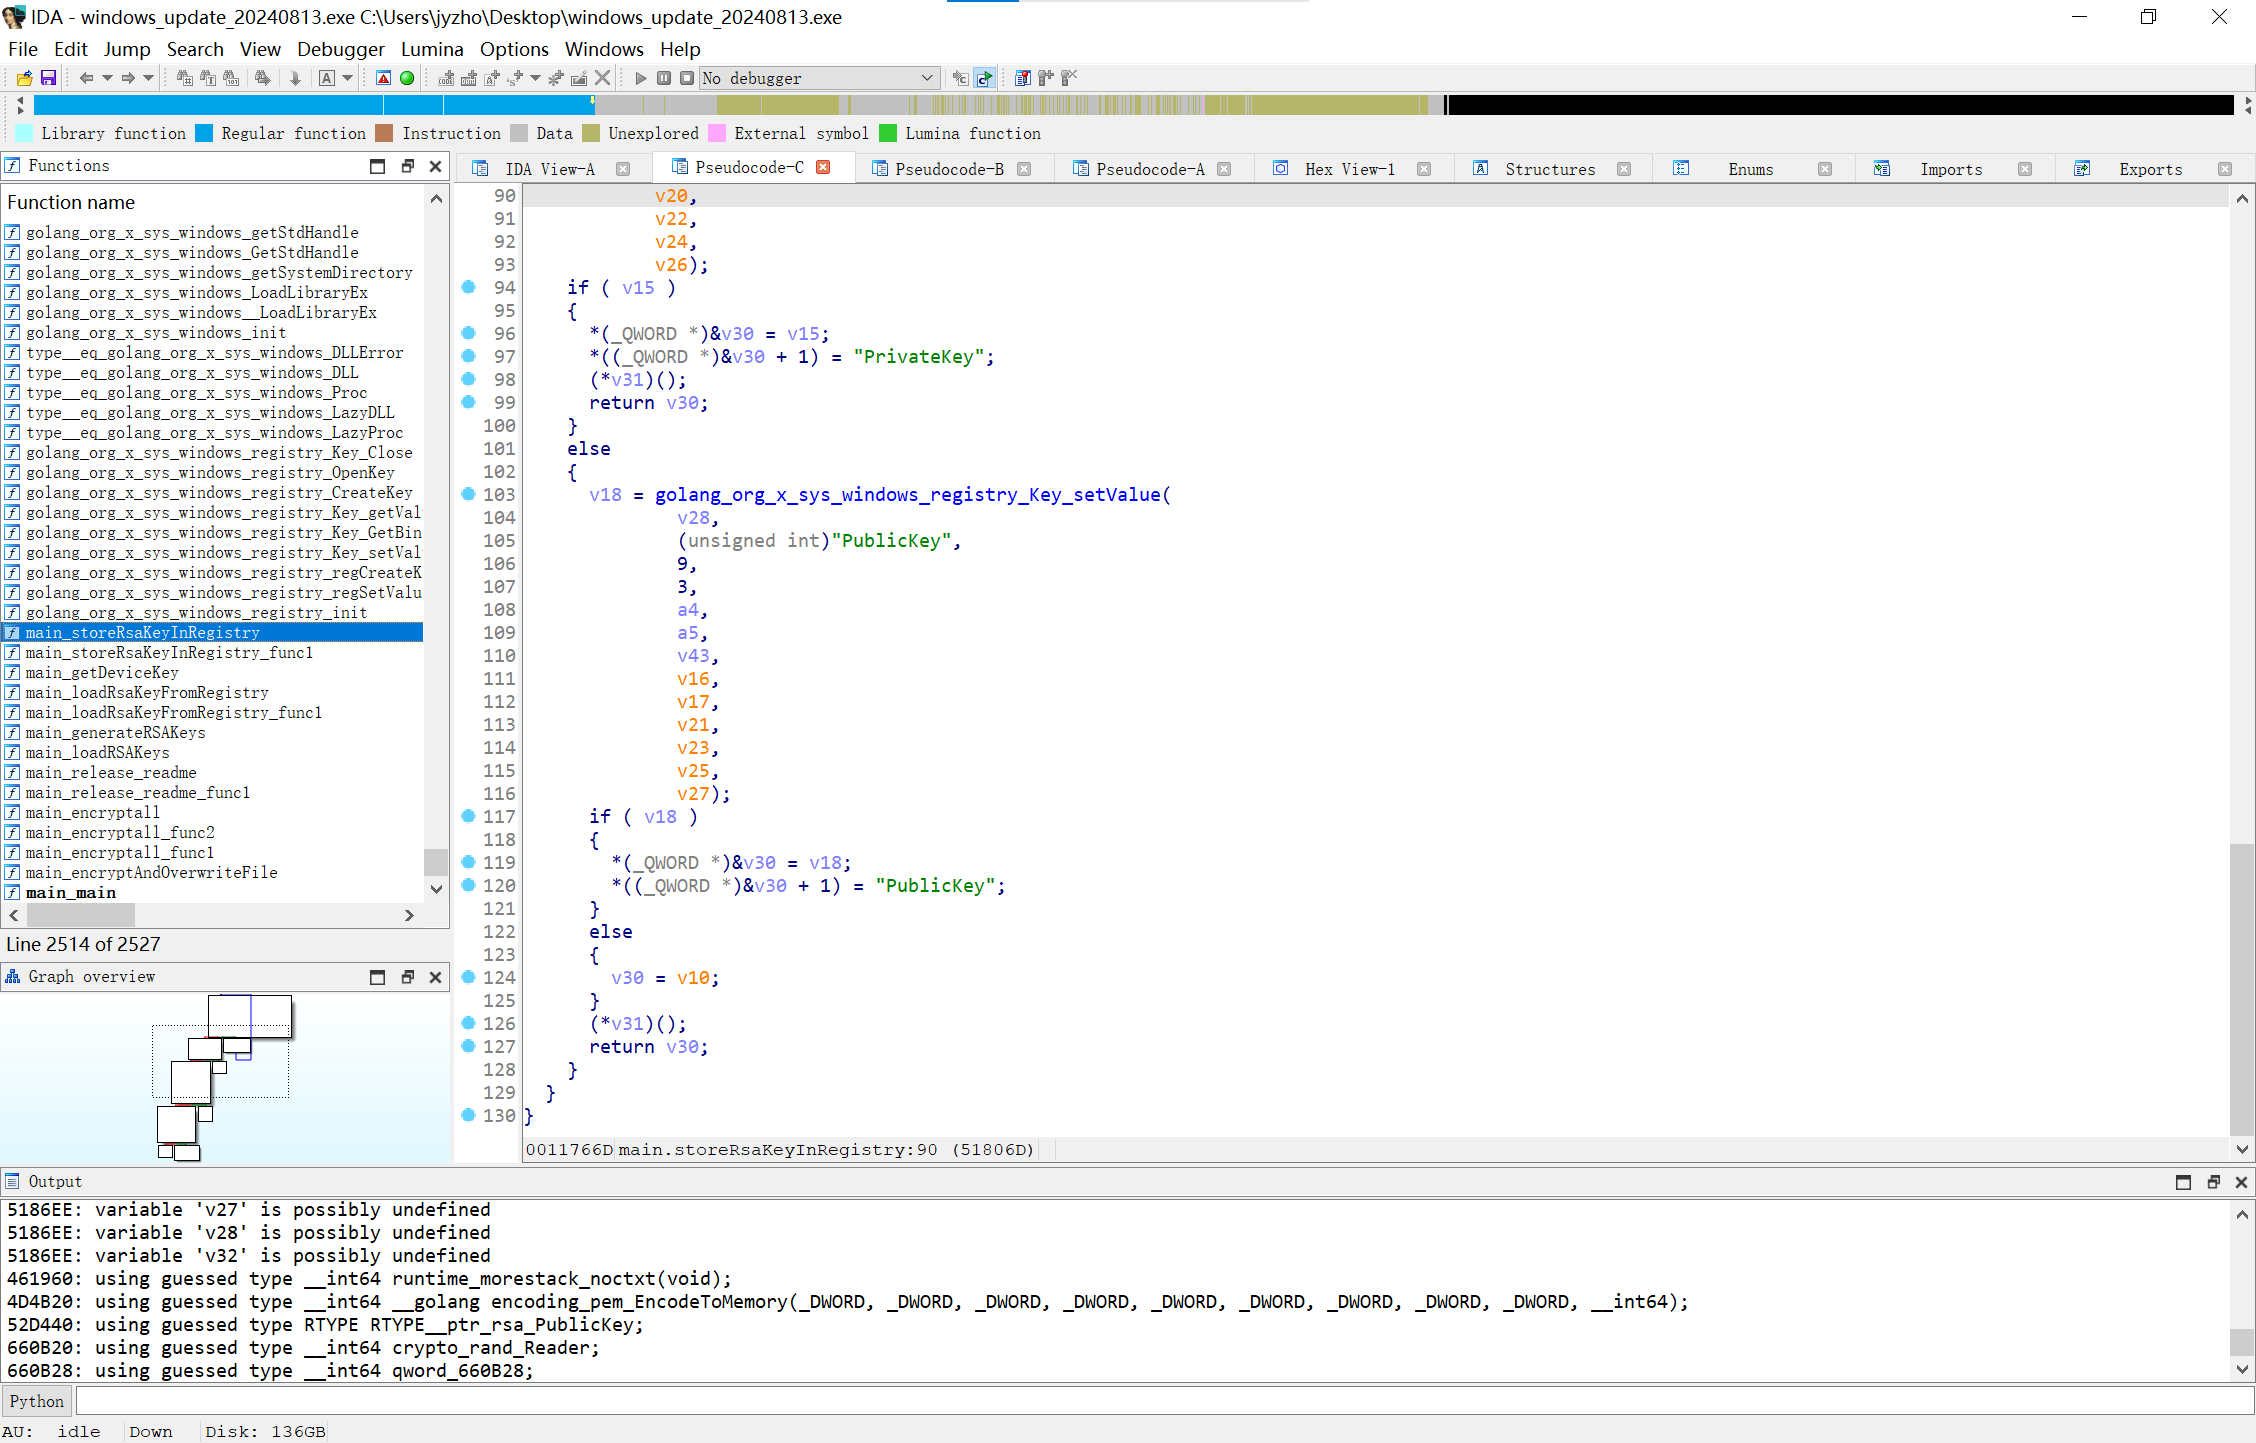 IDA - windows_update_20240813.exe C:\Users\jyzho\Desktop\windows_update_20240813.exe
File Edit Jump Search View Debugger Lumina Options Windows Help
No debugger
Library function Regular function Instruction Data Unexplored External symbol Lumina function
Functions
Function name
golang_org_x_sys_windows_getStdHandle
golang_org_x_sys_windows_GetStdHandle
golang_org_x_sys_windows_getSystemDirectory
golang_org_x_sys_windows_LoadLibraryEx
golang_org_x_sys_windows__LoadLibraryEx
golang_org_x_sys_windows_init
type__eq_golang_org_x_sys_windows_DLLError
type__eq_golang_org_x_sys_windows_DLL
type__eq_golang_org_x_sys_windows_Proc
type__eq_golang_org_x_sys_windows_LazyDLL
type__eq_golang_org_x_sys_windows_LazyProc
golang_org_x_sys_windows_registry_Key_Close
golang_org_x_sys_windows_registry_OpenKey
golang_org_x_sys_windows_registry_CreateKey
golang_org_x_sys_windows_registry_Key_getVal
golang_org_x_sys_windows_registry_Key_GetBin
golang_org_x_sys_windows_registry_Key_setVal
golang_org_x_sys_windows_registry_regCreateK
golang_org_x_sys_windows_registry_regSetValu
golang_org_x_sys_windows_registry_init
main_storeRsaKeyInRegistry
main_storeRsaKeyInRegistry_func1
main_getDeviceKey
main_loadRsaKeyFromRegistry
main_loadRsaKeyFromRegistry_func1
main_generateRSAKeys
main_loadRSAKeys
main_release_readme
main_release_readme_func1
main_encryptall
main_encryptall_func2
main_encryptall_func1
main_encryptAndOverwriteFile
main_main
Line 2514 of 2527
Graph overview
IDA View-A Pseudocode-C Pseudocode-B Pseudocode-A Hex View-1 Structures Enums Imports Exports
90 v20,
91 v22,
92 v24,
93 v26);
94 if ( v15 )
95 {
96 *(_QWORD *)&v30 = v15;
97 *((_QWORD *)&v30 + 1) = "PrivateKey";
98 (*v31)();
99 return v30;
100 }
101 else
102 {
103 v18 = golang_org_x_sys_windows_registry_Key_setValue(
104 v28,
105 (unsigned int)"PublicKey",
106 9,
107 3,
108 a4,
109 a5,
110 v43,
111 v16,
112 v17,
113 v21,
114 v23,
115 v25,
116 v27);
117 if ( v18 )
118 {
119 *(_QWORD *)&v30 = v18;
120 *((_QWORD *)&v30 + 1) = "PublicKey";
121 }
122 else
123 {
124 v30 = v10;
125 }
126 (*v31)();
127 return v30;
128 }
129 }
130 }
0011766D main.storeRsaKeyInRegistry:90 (51806D)
Output
5186EE: variable 'v27' is possibly undefined
5186EE: variable 'v28' is possibly undefined
5186EE: variable 'v32' is possibly undefined
461960: using guessed type __int64 runtime_morestack_noctxt(void);
4D4B20: using guessed type __int64 __golang encoding_pem_EncodeToMemory(_DWORD, _DWORD, _DWORD, _DWORD, _DWORD, _DWORD, _DWORD, _DWORD, _DWORD, __int64);
52D440: using guessed type RTYPE RTYPE__ptr_rsa_PublicKey;
660B20: using guessed type __int64 crypto_rand_Reader;
660B28: using guessed type __int64 qword_660B28;
Python
AU: idle Down Disk: 136GB